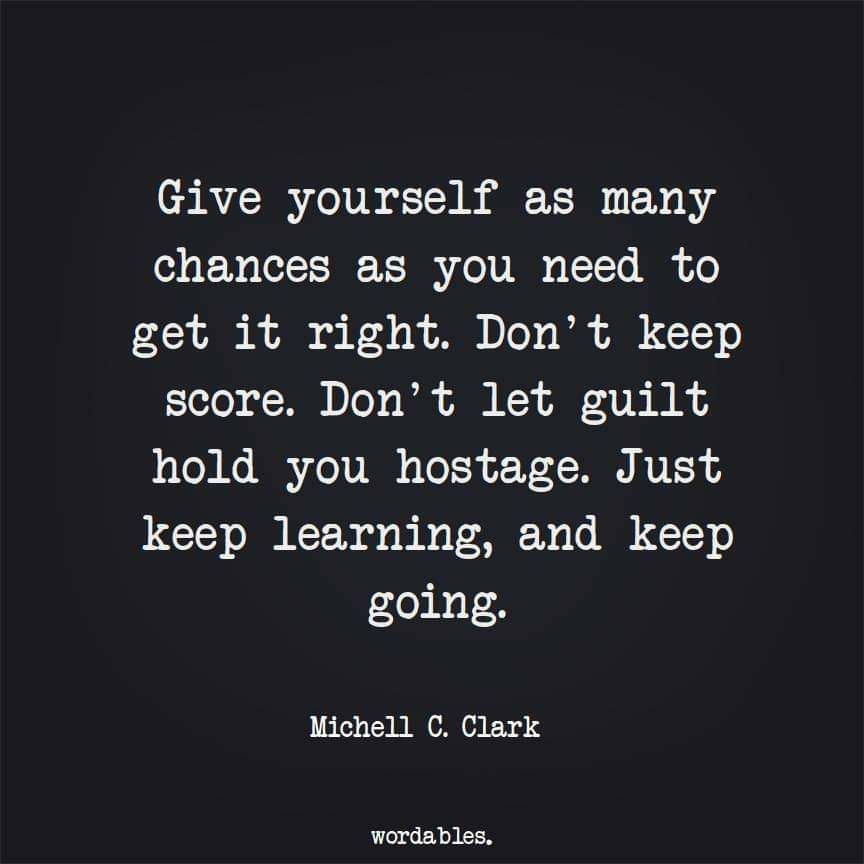 Give yourself as many
chances as you need to
get it right. Don’t keep
score. Don’t let guilt
hold you hostage. Just
keep learning, and keep
going.
Michell C. Clark
wordables.